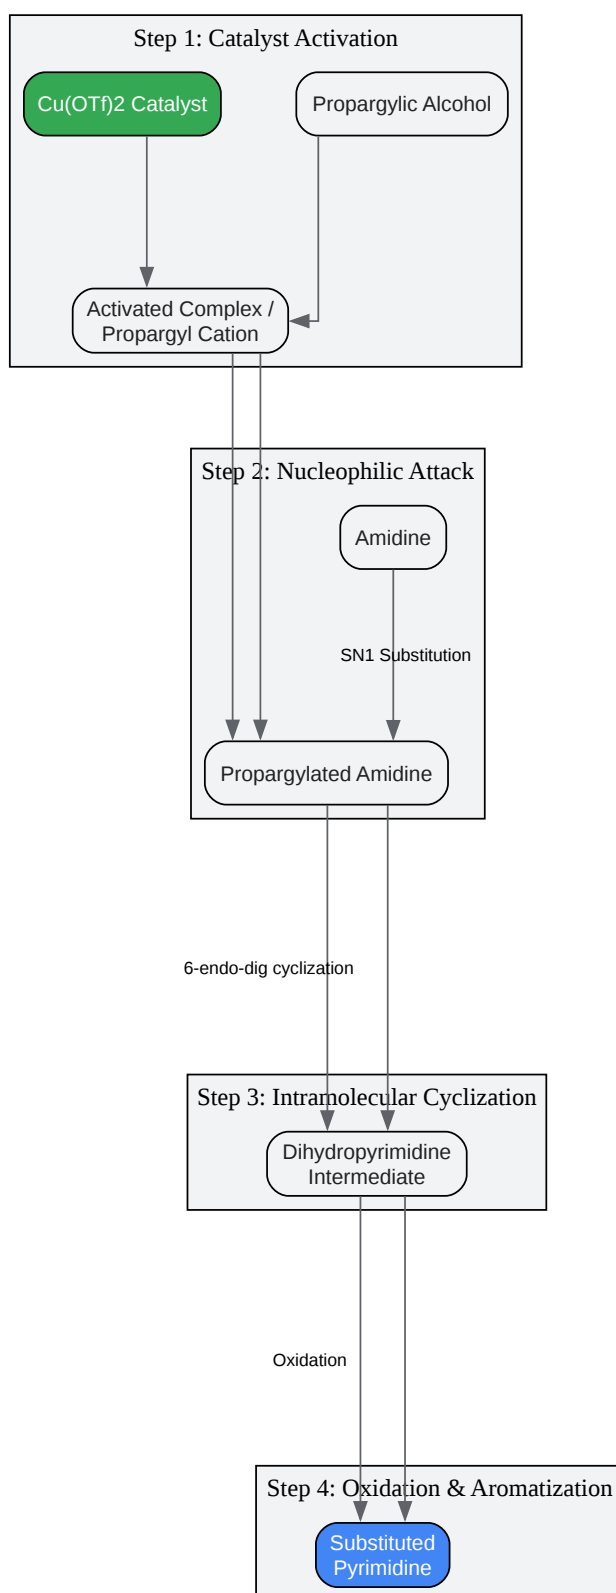 Step 1: Catalyst Activation
Cu(OTf)2 Catalyst
Propargylic Alcohol
Activated Complex /
Propargyl Cation
Step 2: Nucleophilic Attack
Amidine
SN1 Substitution
Propargylated Amidine
6-endo-dig cyclization
Step 3: Intramolecular Cyclization
Dihydropyrimidine
Intermediate
Oxidation
Step 4: Oxidation & Aromatization
Substituted
Pyrimidine